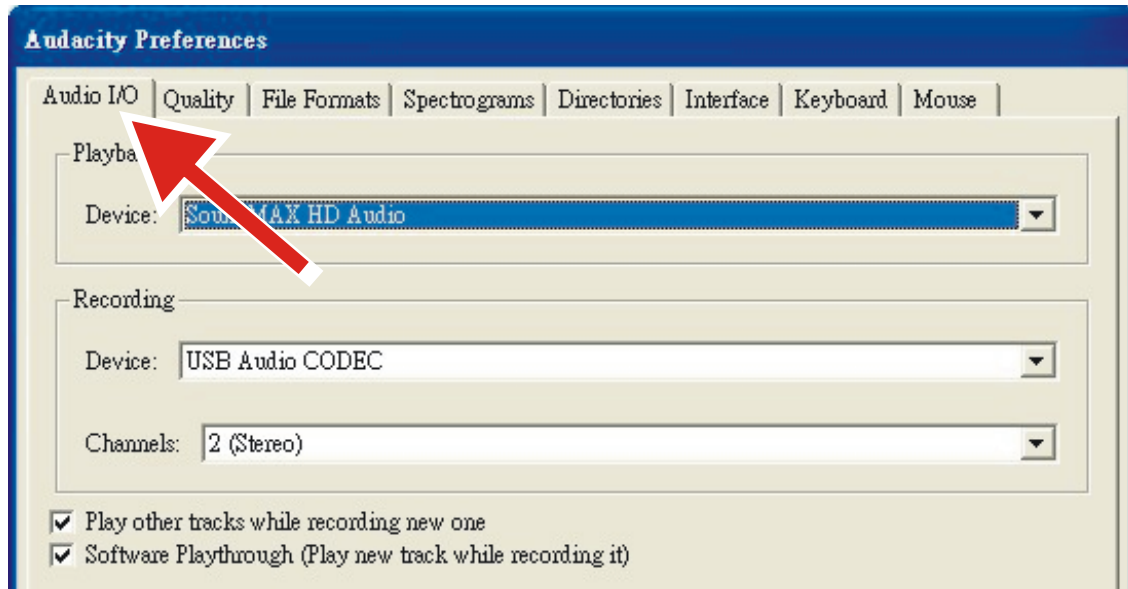 Audacity Preferences
Audio I/O Quality File Formats Spectrograms Directories Interface Keyboard Mouse
Device: MAX HD Audio
Recording
Device: USB Audio CODEC
Channels: 2 (Stereo)
Play other tracks while recording new one
Software Playthrough (Play new track while recording it)